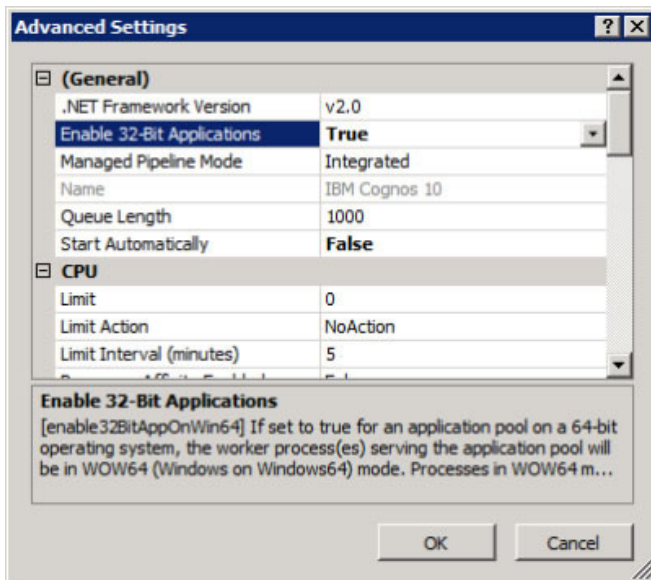 Advanced Settings
(General)
.NET Framework Version v2.0
Enable 32-Bit Applications True
Managed Pipeline Mode Integrated
Name IBM Cognos 10
Queue Length 1000
Start Automatically False
CPU
Limit 0
Limit Action NoAction
Limit Interval (minutes) 5
Enable 32-Bit Applications
[enable32BitAppOnWin64] If set to true for an application pool on a 64-bit
operating system, the worker process(es) serving the application pool will
be in WOW64 (Windows on Windows64) mode. Processes in WOW64 m...
OK Cancel